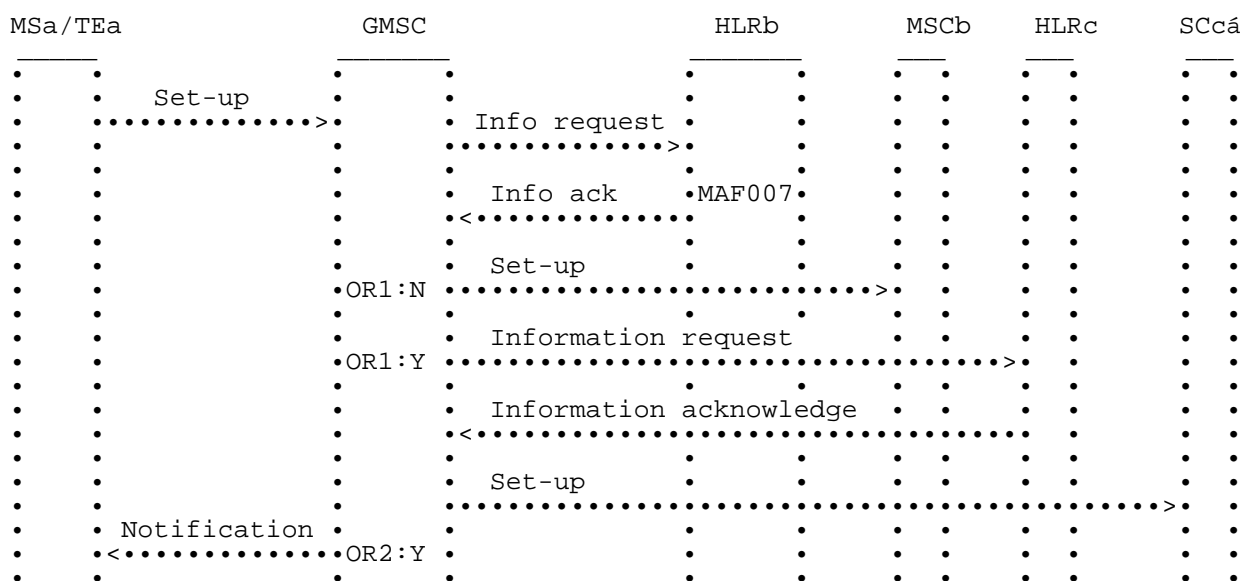 MSa/TEa GMSC HLRb MSCb HLRc SCcá
Set-up
Info request
Info ack MAF007
Set-up
OR1:N
Information request
OR1:Y
Information acknowledge
Set-up
Notification
OR2:Y